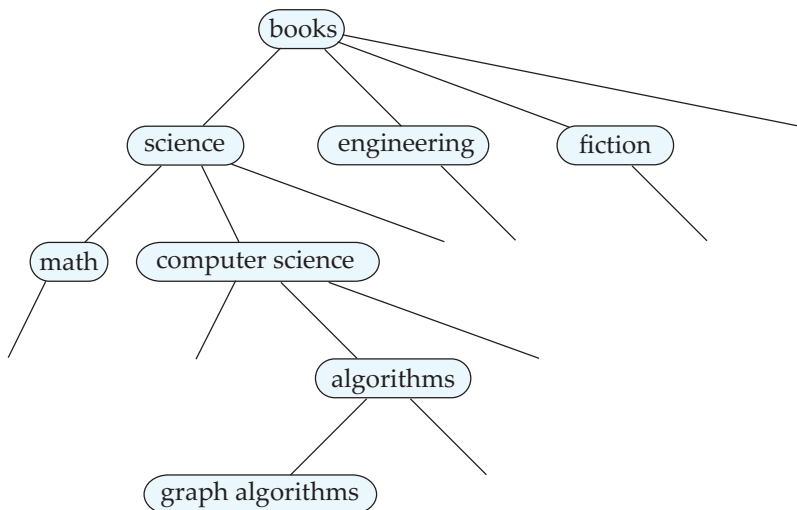 books
science
engineering
fiction
math
computer science
algorithms
graph algorithms